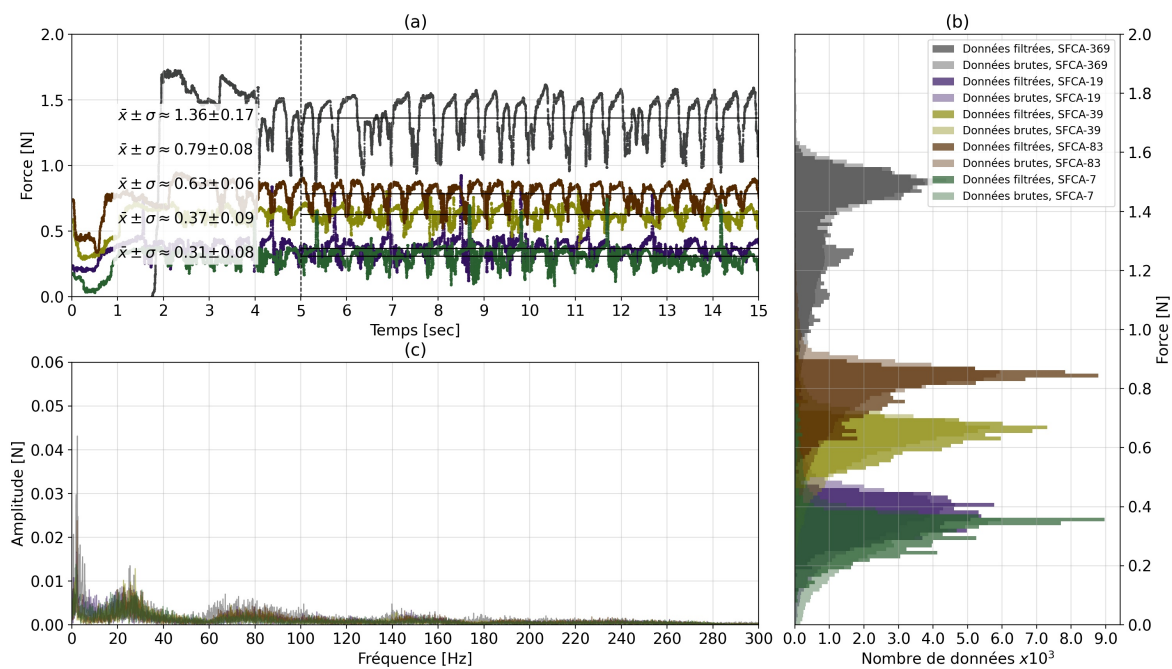 (a)
2.0
1.5
1.0
0.5
0.0
Force [N]
x̄ ± σ ≈ 1.36±0.17
x̄ ± σ ≈ 0.79±0.08
x̄ ± σ ≈ 0.63±0.06
x̄ ± σ ≈ 0.37±0.09
x̄ ± σ ≈ 0.31±0.08
0 1 2 3 4 5 6 7 8 9 10 11 12 13 14 15
Temps [sec]
(b)
Données filtrées, SFCA-369
Données brutes, SFCA-369
Données filtrées, SFCA-19
Données brutes, SFCA-19
Données filtrées, SFCA-39
Données brutes, SFCA-39
Données filtrées, SFCA-83
Données brutes, SFCA-83
Données filtrées, SFCA-7
Données brutes, SFCA-7
2.0
1.8
1.6
1.4
1.2
1.0
0.8
0.6
0.4
0.2
0.0
Force [N]
0.0 1.0 2.0 3.0 4.0 5.0 6.0 7.0 8.0 9.0
Nombre de données x10³
(c)
0.06
0.05
0.04
0.03
0.02
0.01
0.00
Amplitude [N]
0 20 40 60 80 100 120 140 160 180 200 220 240 260 280 300
Fréquence [Hz]